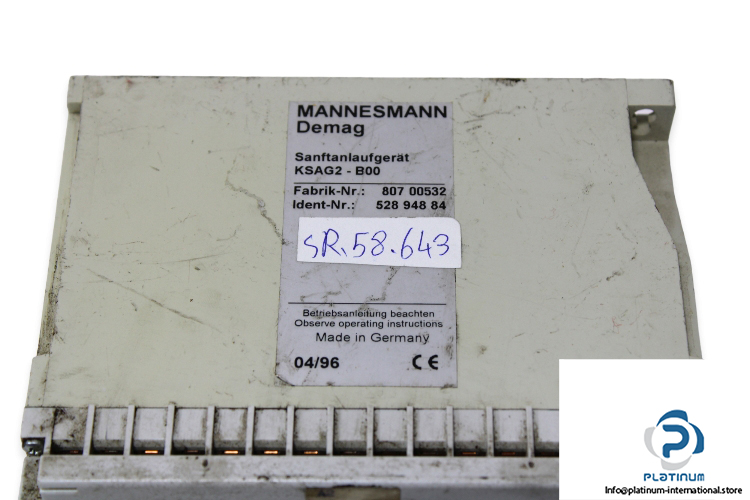 MANNESMANN
Demag
Sanftanlaufgerät
KSAG2 - B00
Fabrik-Nr.: 807 00532
Ident-Nr.: 528 948 84
SR.58.643
Betriebsanleitung beachten
Observe operating instructions
Made in Germany
04/96 CE
PLATINUM
Info@platinum-international.store